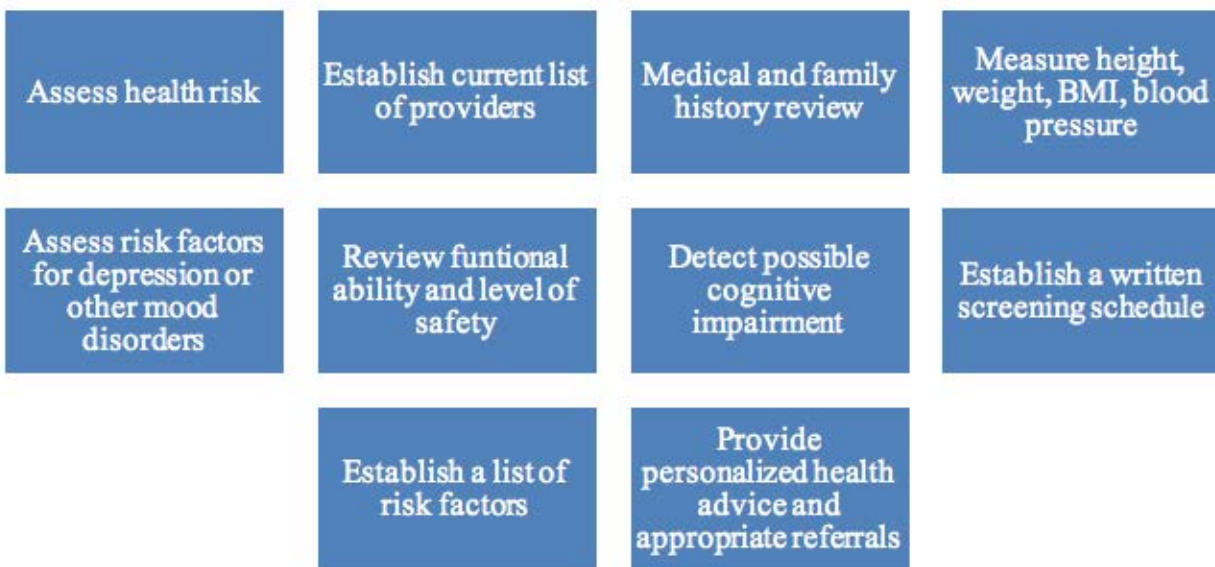 Assess health risk
Establish current list
of providers
Medical and family
history review
Measure height,
weight, BMI, blood
pressure
Assess risk factors
for depression or
other mood
disorders
Review funtional
ability and level of
safety
Detect possible
cognitive
impairment
Establish a written
screening schedule
Establish a list of
risk factors
Provide
personalized health
advice and
appropriate referrals